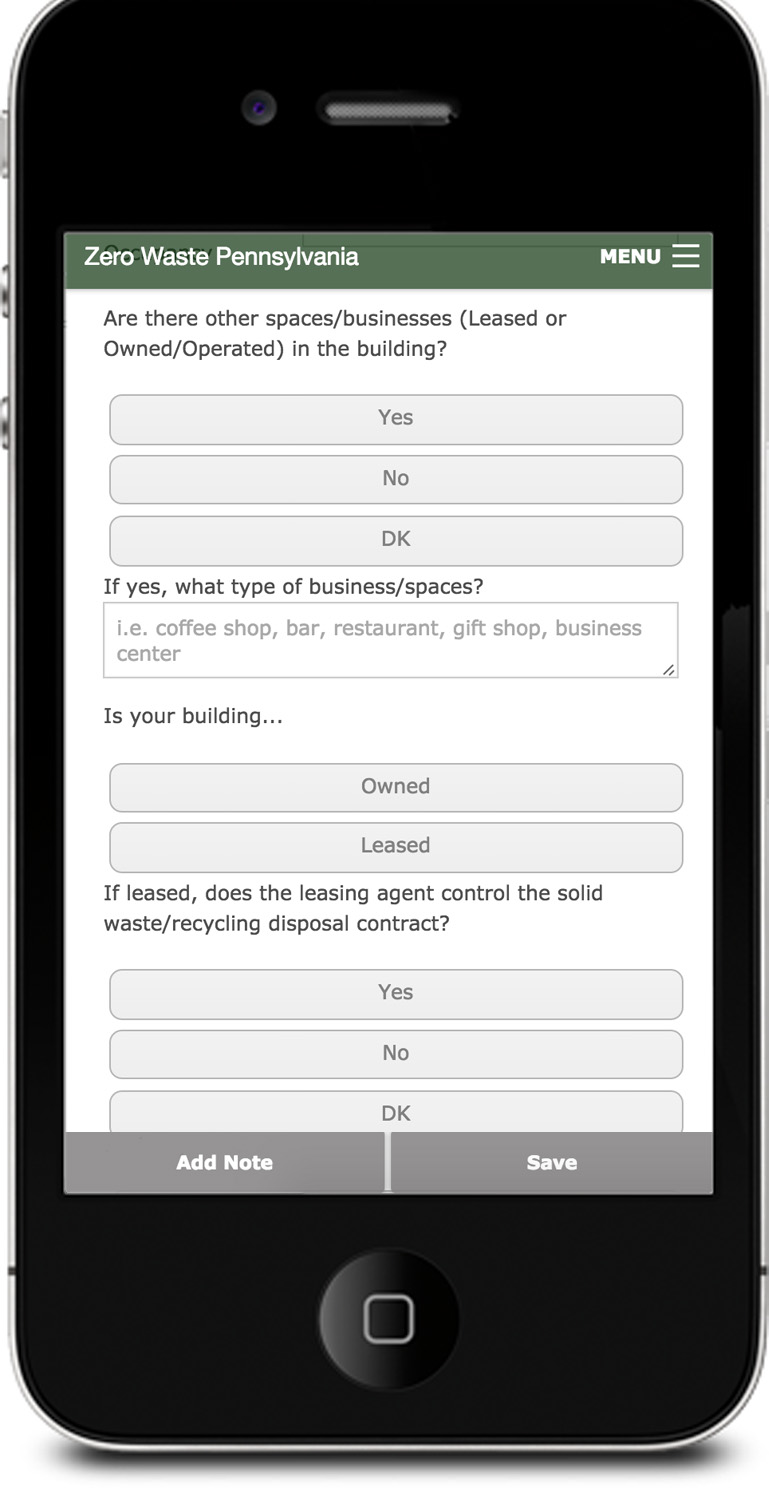 Zero Waste Pennsylvania
MENU
Are there other spaces/businesses (Leased or
Owned/Operated) in the building?
Yes
No
DK
If yes, what type of business/spaces?
i.e. coffee shop, bar, restaurant, gift shop, business
center
Is your building...
Owned
Leased
If leased, does the leasing agent control the solid
waste/recycling disposal contract?
Yes
No
DK
Add Note
Save